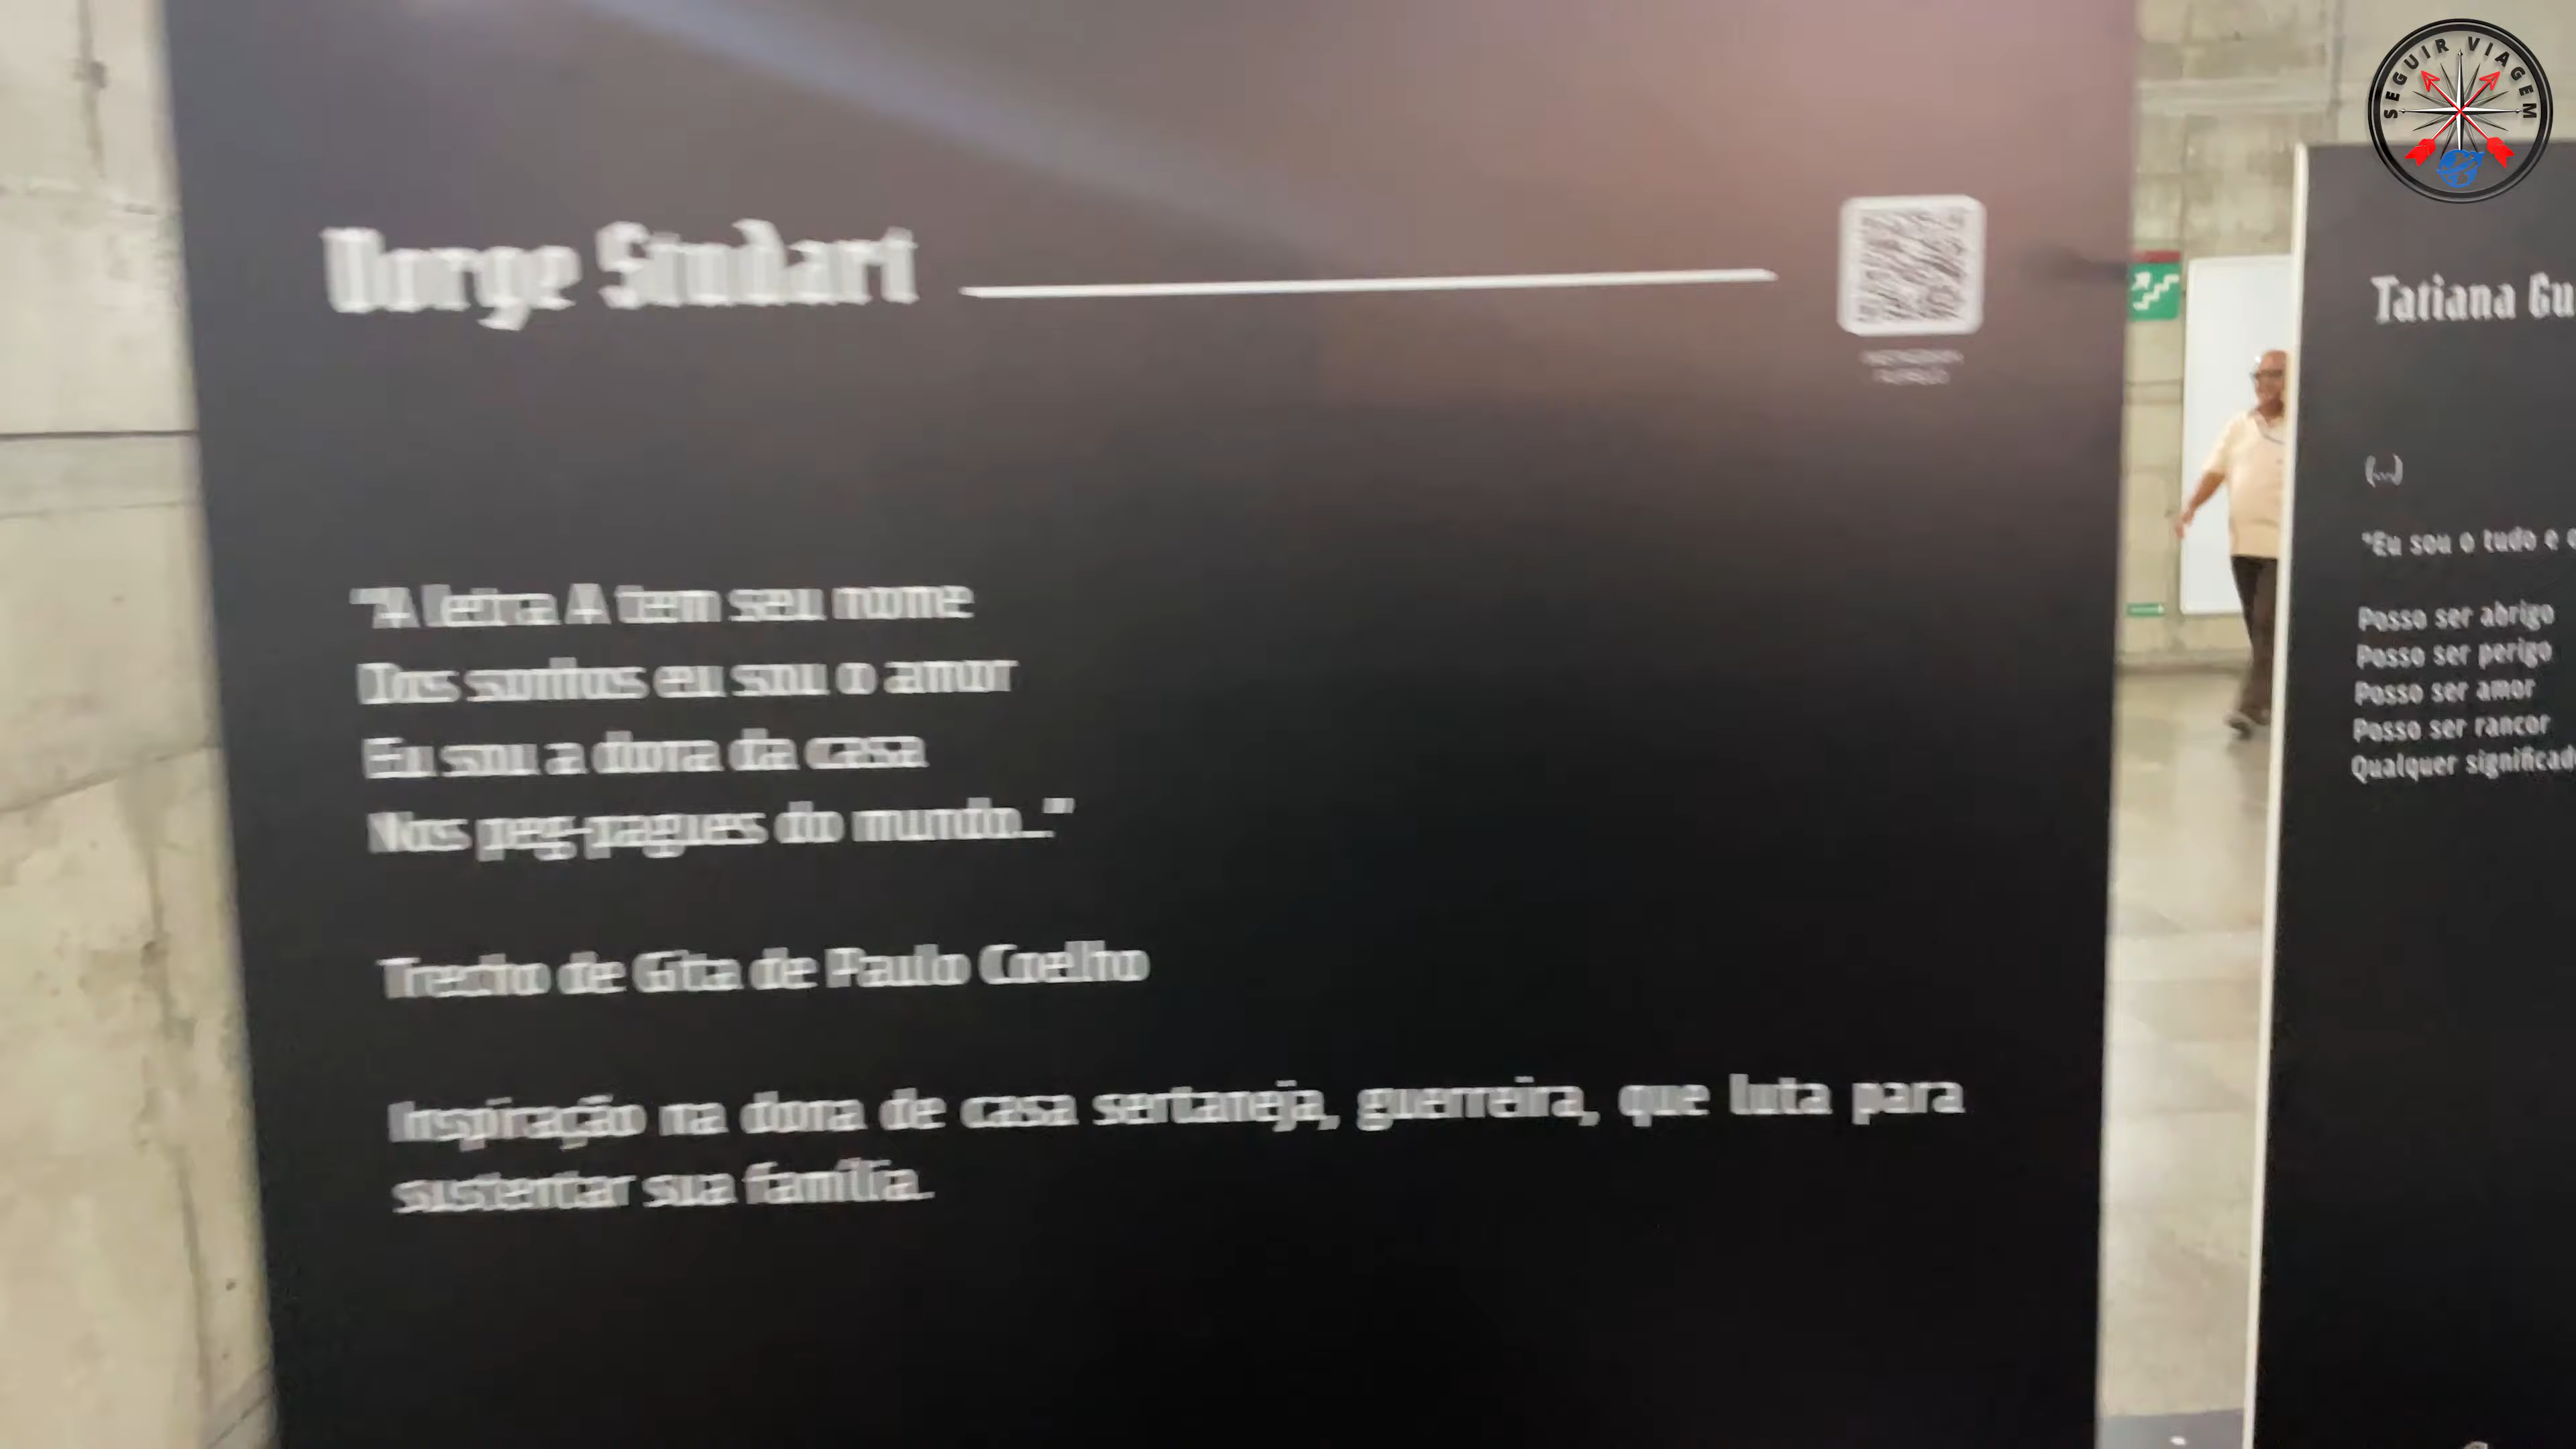 SEGUIR VIAGEM
Studart
"A letra A tem seu nome
Dos sonhos eu sou o amor
Eu sou a dona da casa
Nos peg-pagues do mundo..."
Trecho de Gita de Paulo Coelho
Inspiração na dona de casa sertaneja, guerreira, que luta para
sustentar sua família.
Tatiana Gu
(...)
"Eu sou o tudo e o
Posso ser abrigo
Posso ser perigo
Posso ser amor
Posso ser rancor
Qualquer significad